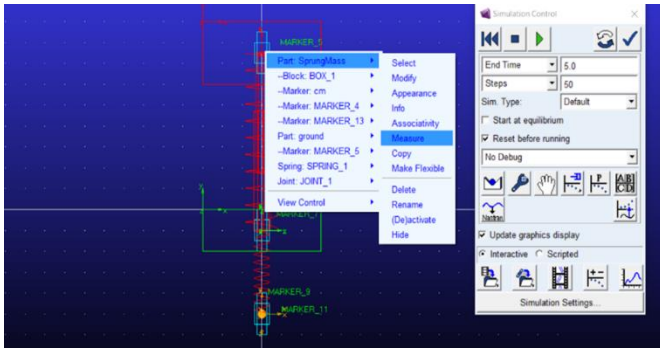 MARKER_5
Part: SprungMass
--Block: BOX_1
--Marker: cm
--Marker: MARKER_4
--Marker: MARKER_13
Part: ground
--Marker: MARKER_5
Spring: SPRING_1
Joint: JOINT_1
View Control
Select
Modify
Appearance
Info
Associativity
Measure
Copy
Make Flexible
Delete
Rename
(De)activate
Hide
MARKER_7
MARKER_9
MARKER_11
Simulation Control
End Time 5.0
Steps 50
Sim. Type: Default
Start at equilibrium
Reset before running
No Debug
Nastran
Update graphics display
Interactive Scripted
Simulation Settings...